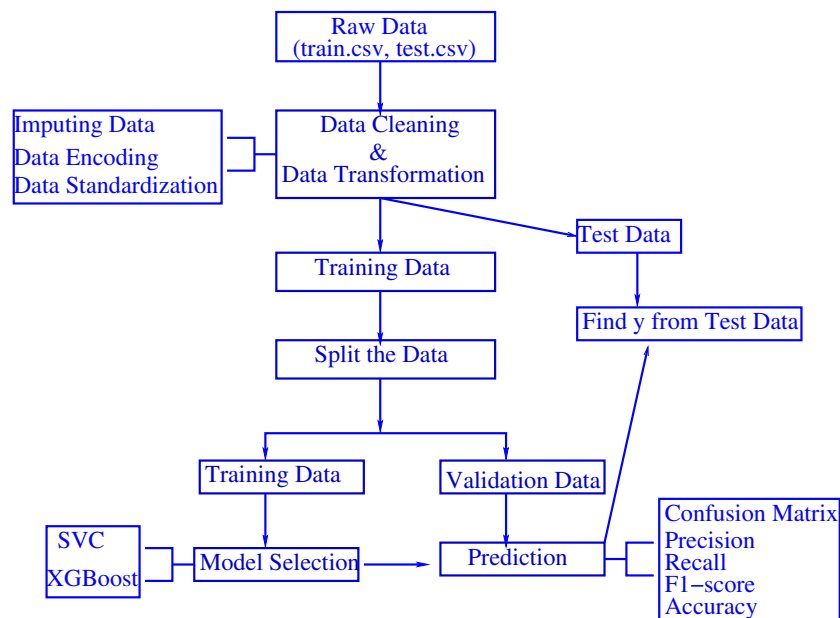 Raw Data
(train.csv, test.csv)
Imputing Data
Data Encoding
Data Standardization
Data Cleaning
&
Data Transformation
Test Data
Training Data
Find y from Test Data
Split the Data
Training Data
Validation Data
SVC
XGBoost
Model Selection
Prediction
Confusion Matrix
Precision
Recall
F1−score
Accuracy